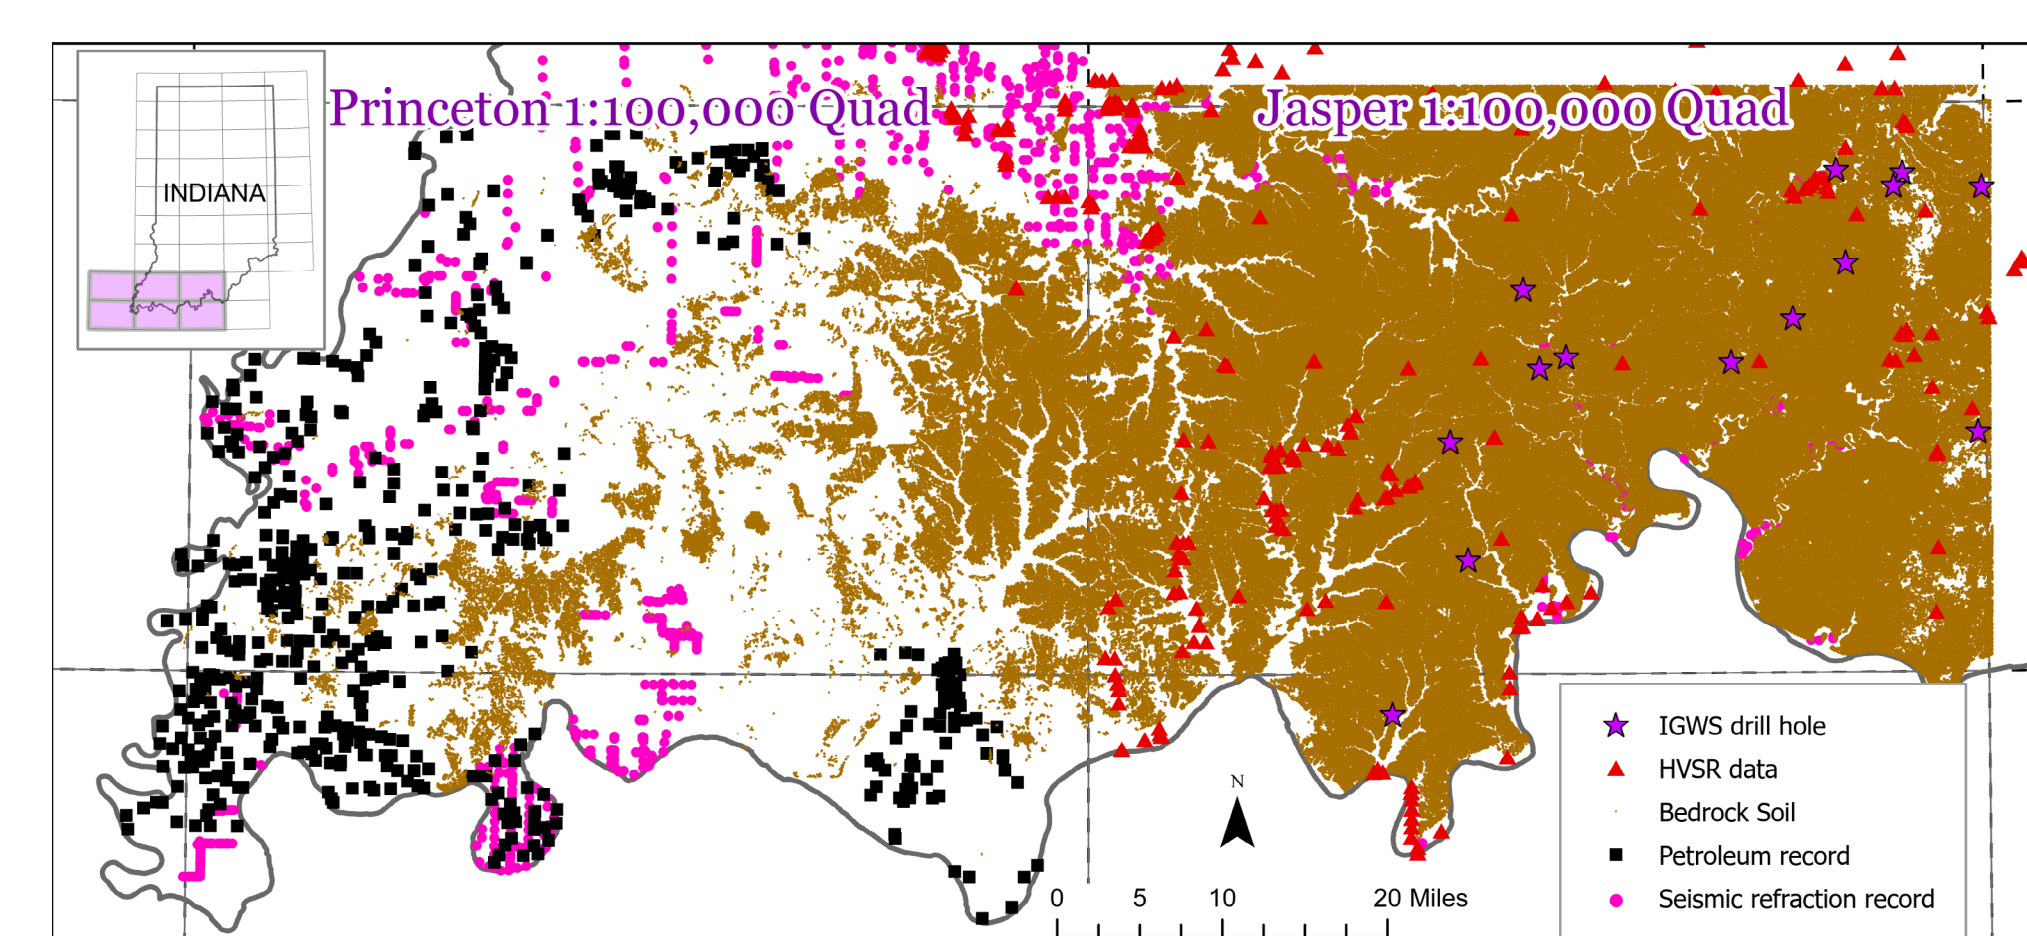 Princeton 1:100,000 Quad
Jasper 1:100,000 Quad
INDIANA
N
0 5 10 20 Miles
IGWS drill hole
HVSR data
Bedrock Soil
Petroleum record
Seismic refraction record